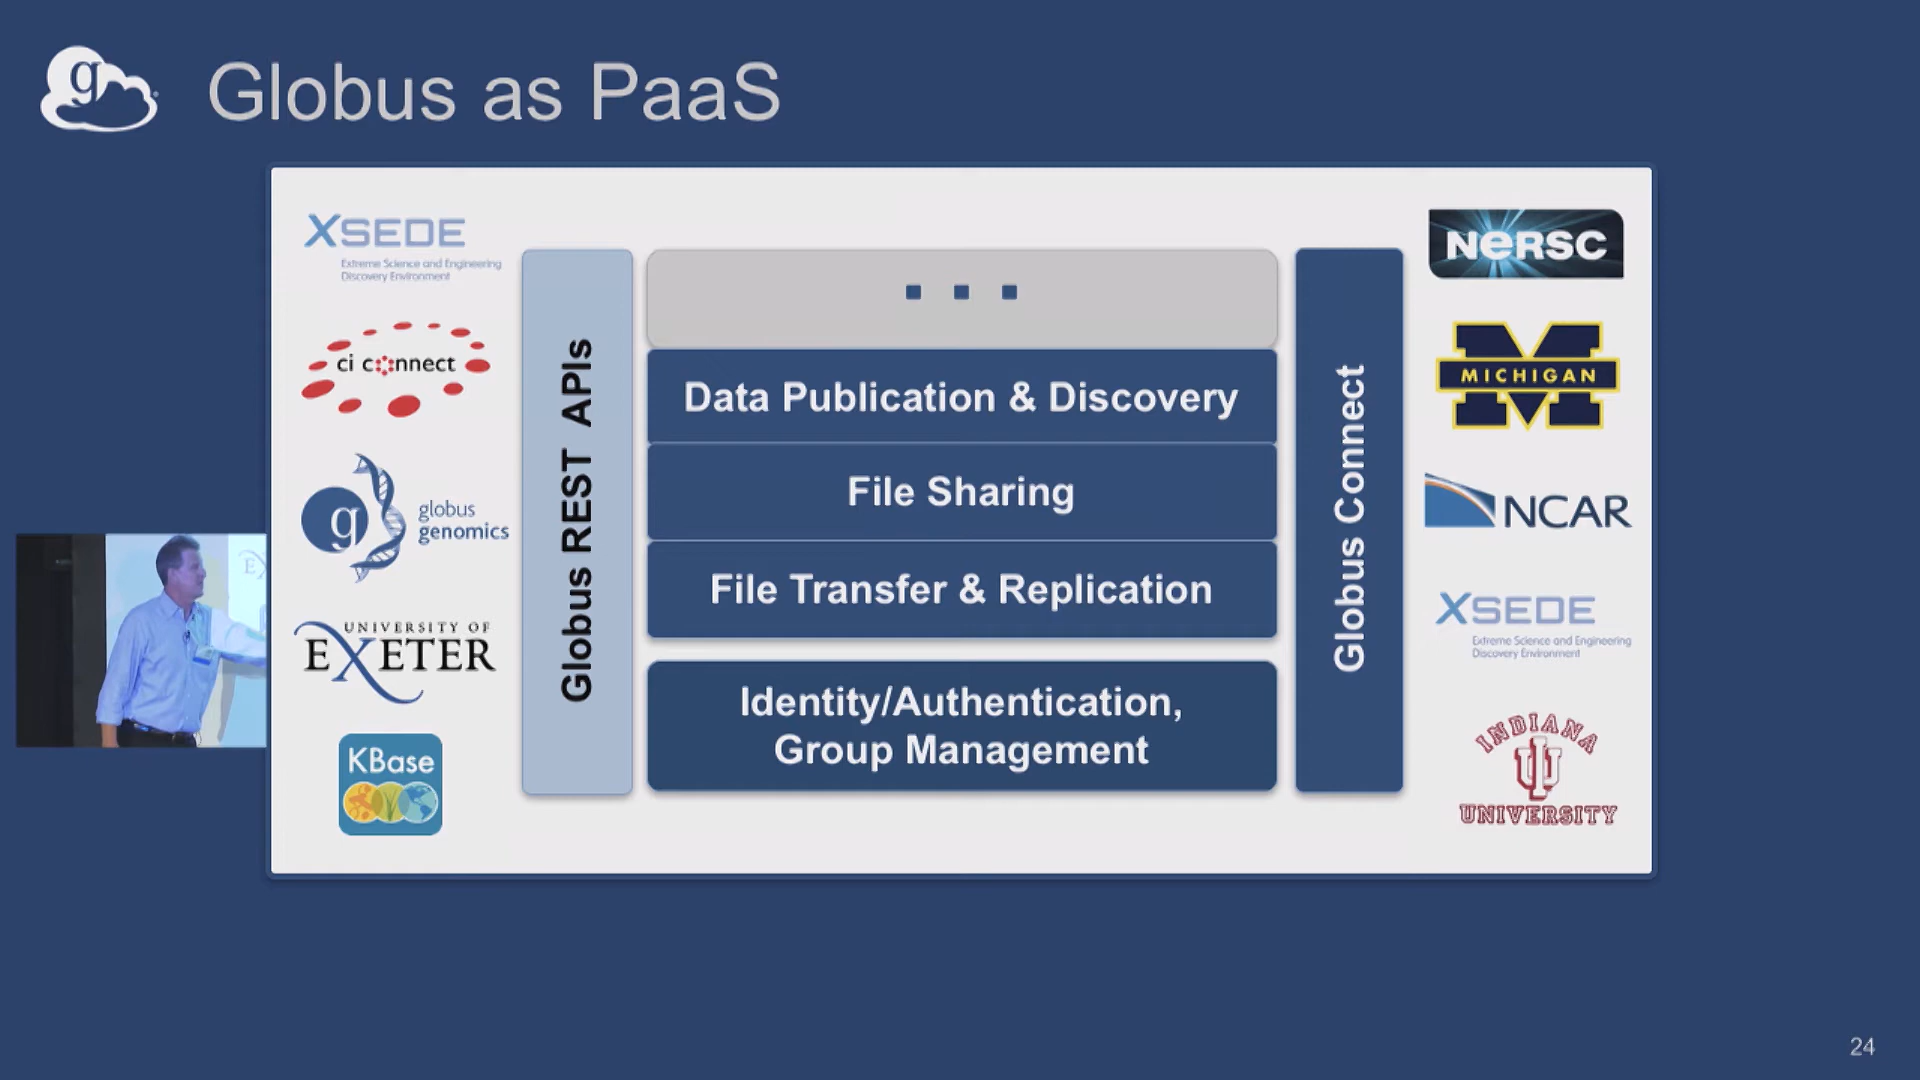 g
Globus as PaaS
XSEDE
Extreme Science and Engineering
Discovery Environment
ci connect
g
globus
genomics
UNIVERSITY OF
EXETER
KBase
Globus REST APIs
Data Publication & Discovery
File Sharing
File Transfer & Replication
Identity/Authentication,
Group Management
Globus Connect
NERSC
MICHIGAN
NCAR
XSEDE
Extreme Science and Engineering
Discovery Environment
INDIANA
UNIVERSITY
24